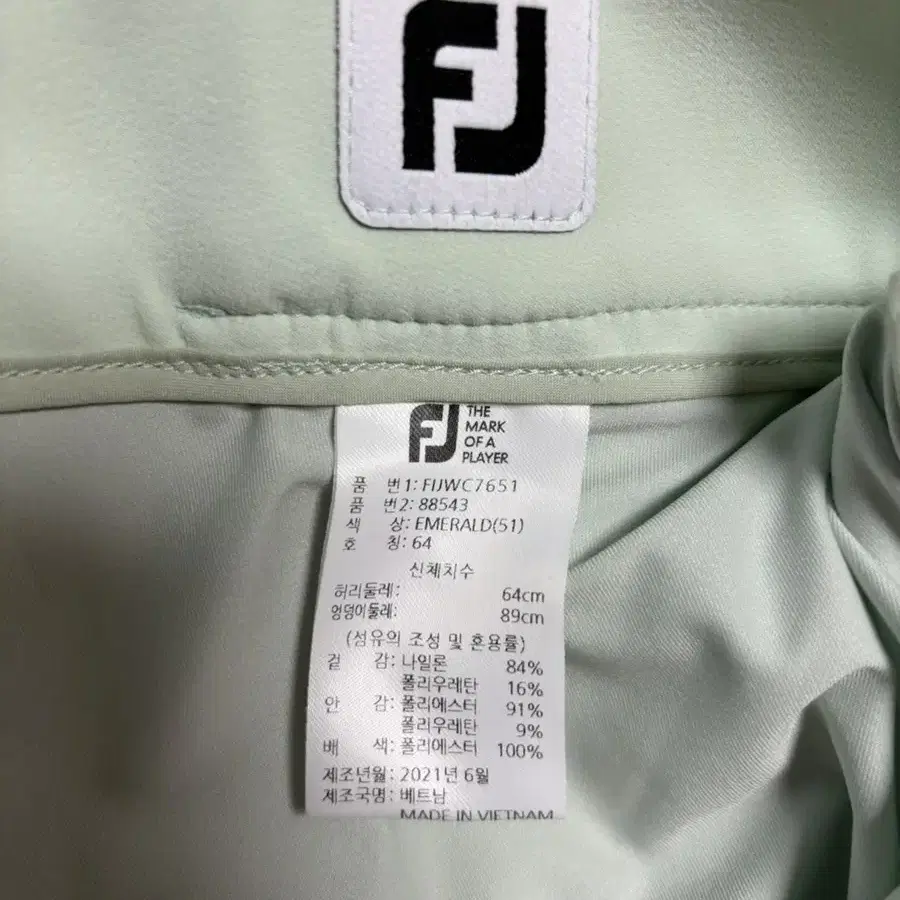 FJ
FJ THE
MARK
OF A
PLAYER
품 번1: FIJWC7651
품 번2: 88543
색 상: EMERALD(51)
호 칭: 64
신체치수
허리둘레: 64cm
엉덩이둘레: 89cm
(섬유의 조성 및 혼용률)
겉 감: 나일론 84%
폴리우레탄 16%
안 감: 폴리에스터 91%
폴리우레탄 9%
배 색: 폴리에스터 100%
제조년월: 2021년 6월
제조국명: 베트남
MADE IN VIETNAM